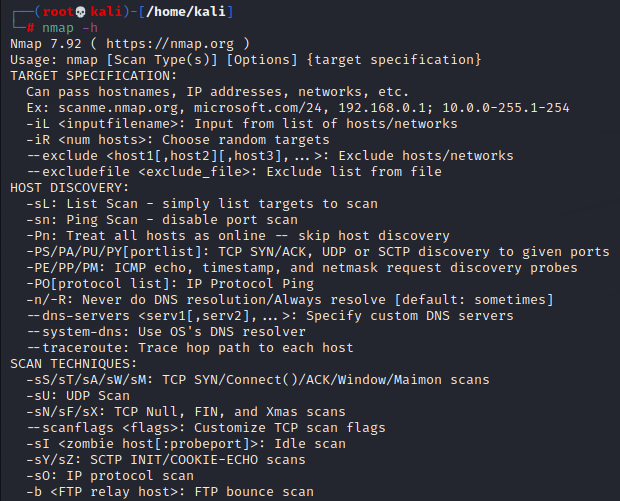 ┌──(root💀kali)-[/home/kali]
└─# nmap -h
Nmap 7.92 ( https://nmap.org )
Usage: nmap [Scan Type(s)] [Options] {target specification}
TARGET SPECIFICATION:
  Can pass hostnames, IP addresses, networks, etc.
  Ex: scanme.nmap.org, microsoft.com/24, 192.168.0.1; 10.0.0-255.1-254
  -iL <inputfilename>: Input from list of hosts/networks
  -iR <num hosts>: Choose random targets
  --exclude <host1[,host2][,host3],...>: Exclude hosts/networks
  --excludefile <exclude_file>: Exclude list from file
HOST DISCOVERY:
  -sL: List Scan - simply list targets to scan
  -sn: Ping Scan - disable port scan
  -Pn: Treat all hosts as online -- skip host discovery
  -PS/PA/PU/PY[portlist]: TCP SYN/ACK, UDP or SCTP discovery to given ports
  -PE/PP/PM: ICMP echo, timestamp, and netmask request discovery probes
  -PO[protocol list]: IP Protocol Ping
  -n/-R: Never do DNS resolution/Always resolve [default: sometimes]
  --dns-servers <serv1[,serv2],...>: Specify custom DNS servers
  --system-dns: Use OS's DNS resolver
  --traceroute: Trace hop path to each host
SCAN TECHNIQUES:
  -sS/sT/sA/sW/sM: TCP SYN/Connect()/ACK/Window/Maimon scans
  -sU: UDP Scan
  -sN/sF/sX: TCP Null, FIN, and Xmas scans
  --scanflags <flags>: Customize TCP scan flags
  -sI <zombie host[:probeport]>: Idle scan
  -sY/sZ: SCTP INIT/COOKIE-ECHO scans
  -sO: IP protocol scan
  -b <FTP relay host>: FTP bounce scan